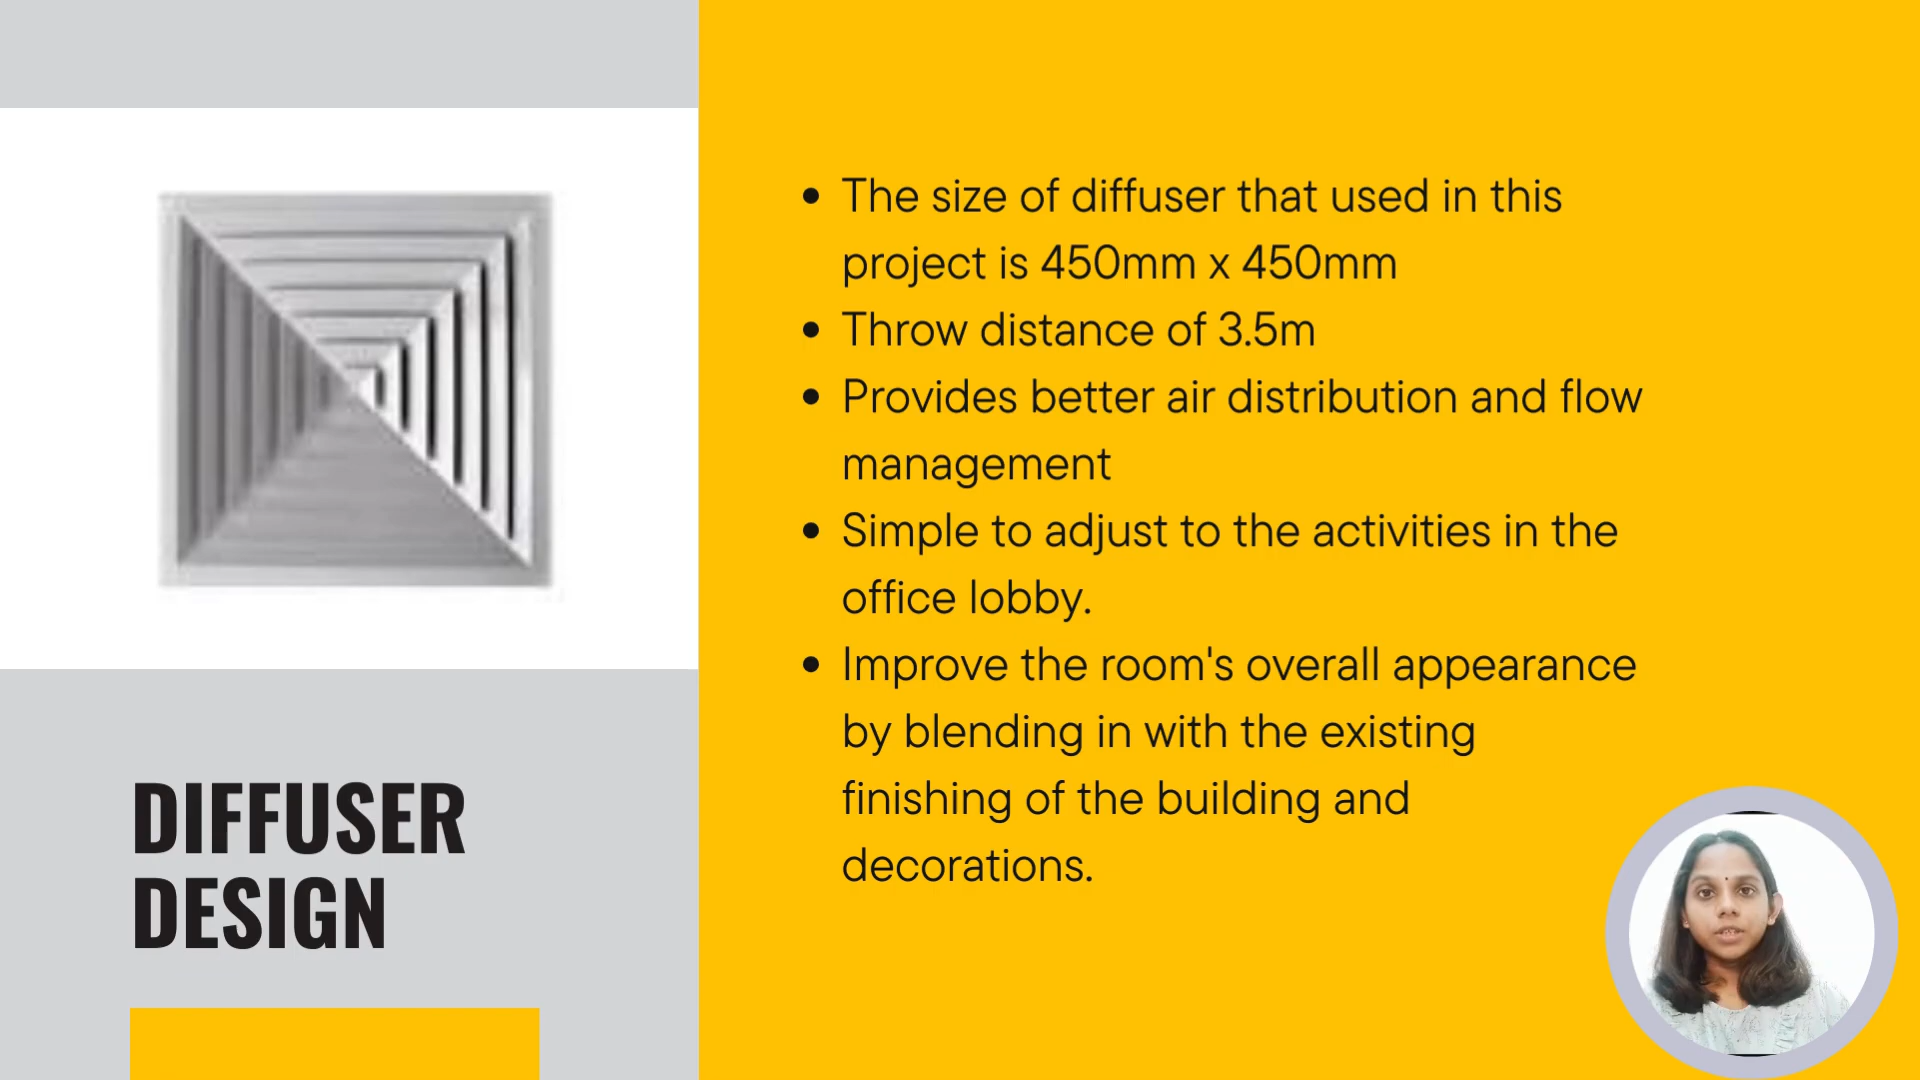 The size of diffuser that used in this
project is 450mm x 450mm
Throw distance of 3.5m
Provides better air distribution and flow
management
Simple to adjust to the activities in the
office lobby.
Improve the room's overall appearance
by blending in with the existing
finishing of the building and
decorations.
DIFFUSER
DESIGN